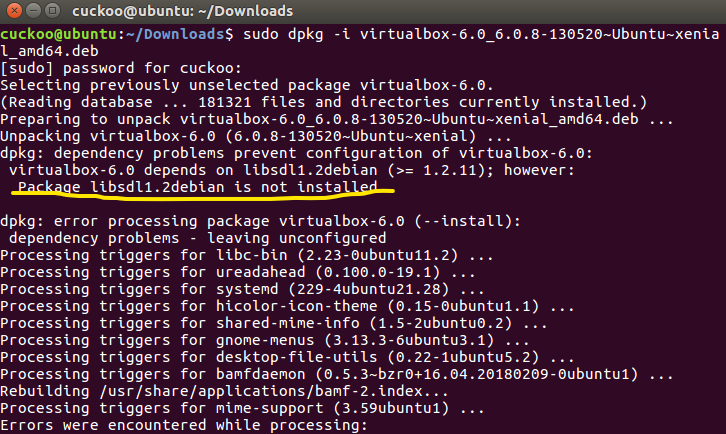 cuckoo@ubuntu: ~/Downloads
cuckoo@ubuntu:~/Downloads$ sudo dpkg -i virtualbox-6.0_6.0.8-130520~Ubuntu~xenia
l_amd64.deb
[sudo] password for cuckoo:
Selecting previously unselected package virtualbox-6.0.
(Reading database ... 181321 files and directories currently installed.)
Preparing to unpack virtualbox-6.0_6.0.8-130520~Ubuntu~xenial_amd64.deb ...
Unpacking virtualbox-6.0 (6.0.8-130520~Ubuntu~xenial) ...
dpkg: dependency problems prevent configuration of virtualbox-6.0:
 virtualbox-6.0 depends on libsdl1.2debian (>= 1.2.11); however:
  Package libsdl1.2debian is not installed.

dpkg: error processing package virtualbox-6.0 (--install):
 dependency problems - leaving unconfigured
Processing triggers for libc-bin (2.23-0ubuntu11.2) ...
Processing triggers for ureadahead (0.100.0-19.1) ...
Processing triggers for systemd (229-4ubuntu21.28) ...
Processing triggers for hicolor-icon-theme (0.15-0ubuntu1.1) ...
Processing triggers for shared-mime-info (1.5-2ubuntu0.2) ...
Processing triggers for gnome-menus (3.13.3-6ubuntu3.1) ...
Processing triggers for desktop-file-utils (0.22-1ubuntu5.2) ...
Processing triggers for bamfdaemon (0.5.3~bzr0+16.04.20180209-0ubuntu1) ...
Rebuilding /usr/share/applications/bamf-2.index...
Processing triggers for mime-support (3.59ubuntu1) ...
Errors were encountered while processing: